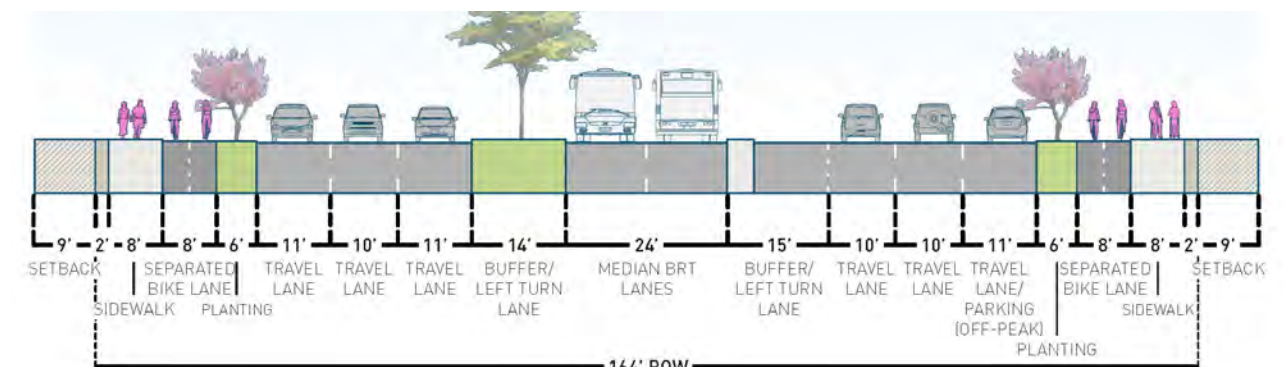 9' 2' 8' 8' 6' 11' 10' 11' 14' 24' 15' 10' 10' 11' 6' 8' 8' 2' 9'
SETBACK
SIDEWALK
SEPARATED
BIKE LANE
PLANTING
TRAVEL
LANE
TRAVEL
LANE
TRAVEL
LANE
BUFFER/
LEFT TURN
LANE
MEDIAN BRT
LANES
BUFFER/
LEFT TURN
LANE
TRAVEL
LANE
TRAVEL
LANE
TRAVEL
LANE/
PARKING
(OFF-PEAK)
PLANTING
SEPARATED
BIKE LANE
SIDEWALK
SETBACK
164' ROW